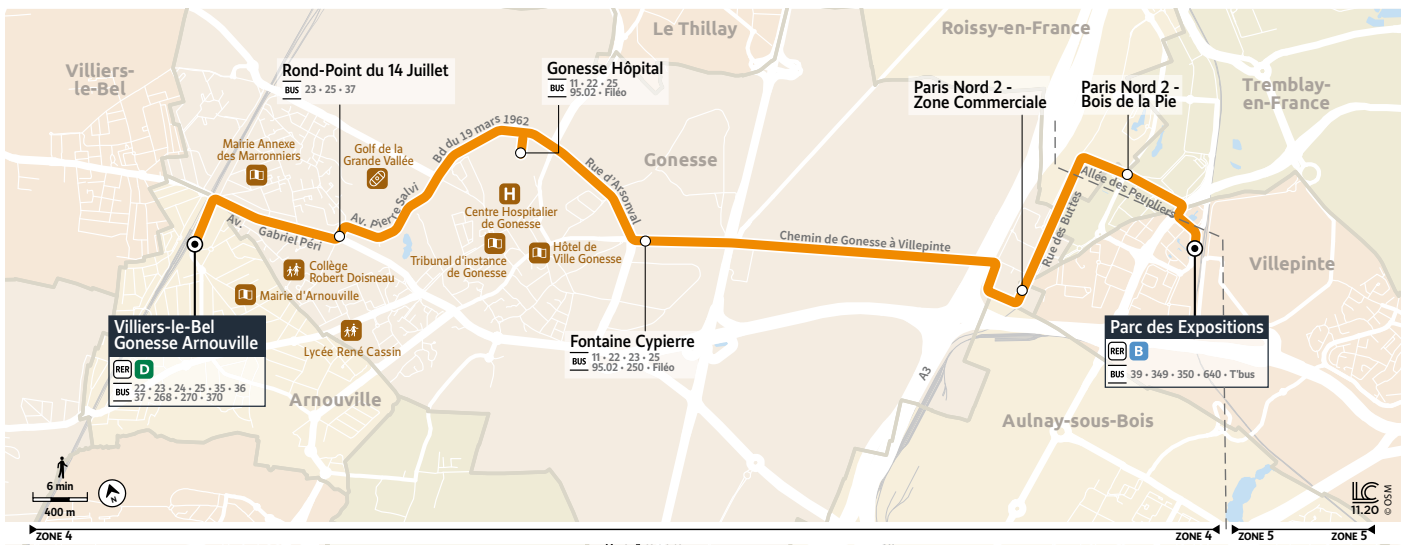 Le Thillay
Roissy-en-France
Villiers-
le-Bel
Rond-Point du 14 Juillet
BUS 23 • 25 • 37
Gonesse Hôpital
BUS 11 • 22 • 25
95.02 • Filéo
Paris Nord 2 -
Zone Commerciale
Paris Nord 2 -
Bois de la Pie
Tremblay-
en-France
Mairie Annexe
des Marronniers
Golf de la
Grande Vallée
Bd du 19 mars 1962
Gonesse
Rue d'Arsonval
Allée des Peupliers
H
Centre Hospitalier
de Gonesse
Av. Pierre Salvi
Av. Gabriel Péri
Tribunal d'instance
de Gonesse
Hôtel de
Ville Gonesse
Chemin de Gonesse à Villepinte
Rue des Buttes
Villepinte
Collège
Robert Doisneau
Mairie d'Arnouville
Lycée René Cassin
Villiers-le-Bel
Gonesse Arnouville
RER D
BUS 22 • 23 • 24 • 25 • 35 • 36
37 • 268 • 270 • 370
Fontaine Cypierre
BUS 11 • 22 • 23 • 25
95.02 • 250 • Filéo
Parc des Expositions
RER B
BUS 39 • 349 • 350 • 640 • T'bus
A3
Arnouville
Aulnay-sous-Bois
6 min
400 m
N
LC
11.20
© OSM
ZONE 4
ZONE 4
ZONE 5
ZONE 5